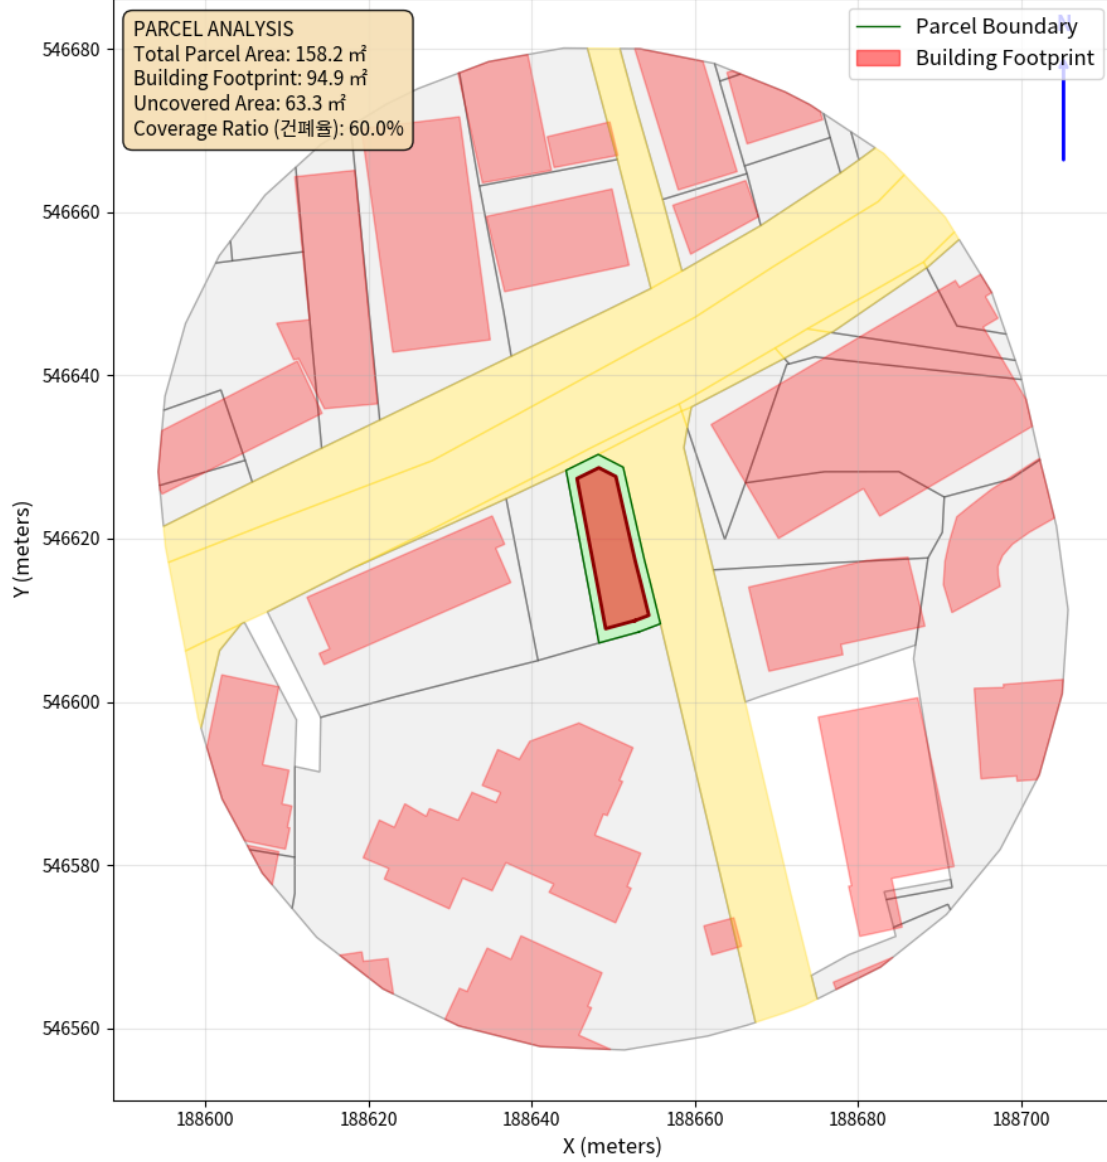 PARCEL ANALYSIS
Total Parcel Area: 158.2 ㎡
Building Footprint: 94.9 ㎡
Uncovered Area: 63.3 ㎡
Coverage Ratio (건폐율): 60.0%
Parcel Boundary
Building Footprint
N
546680
546660
546640
546620
546600
546580
546560
Y (meters)
188600
188620
188640
188660
188680
188700
X (meters)